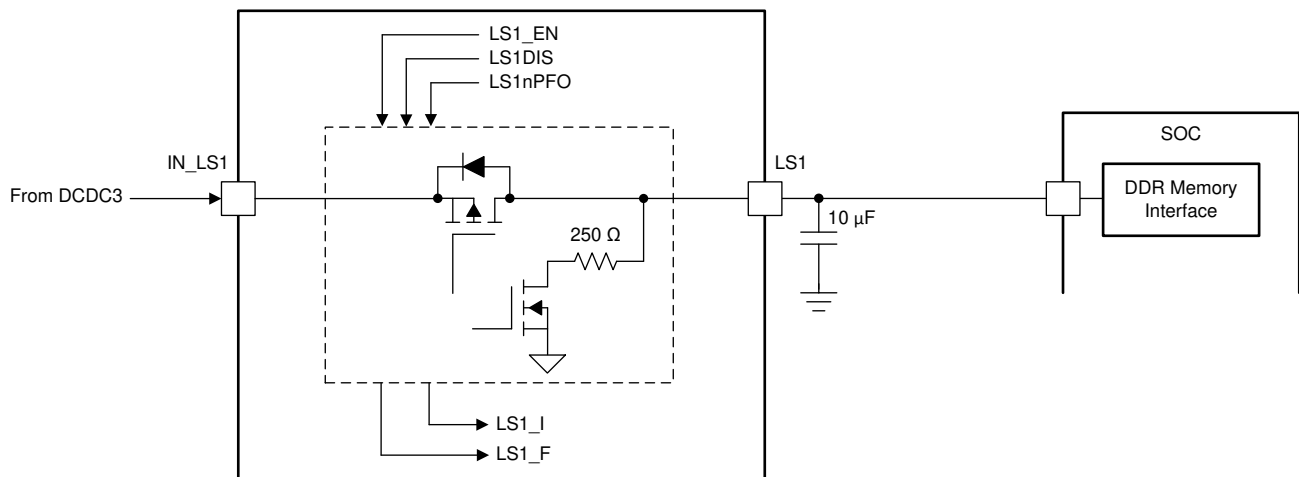 LS1_EN
LS1DIS
LS1nPFO
IN_LS1
LS1
SOC
From DCDC3
DDR Memory
Interface
10 µF
250 Ω
LS1_I
LS1_F